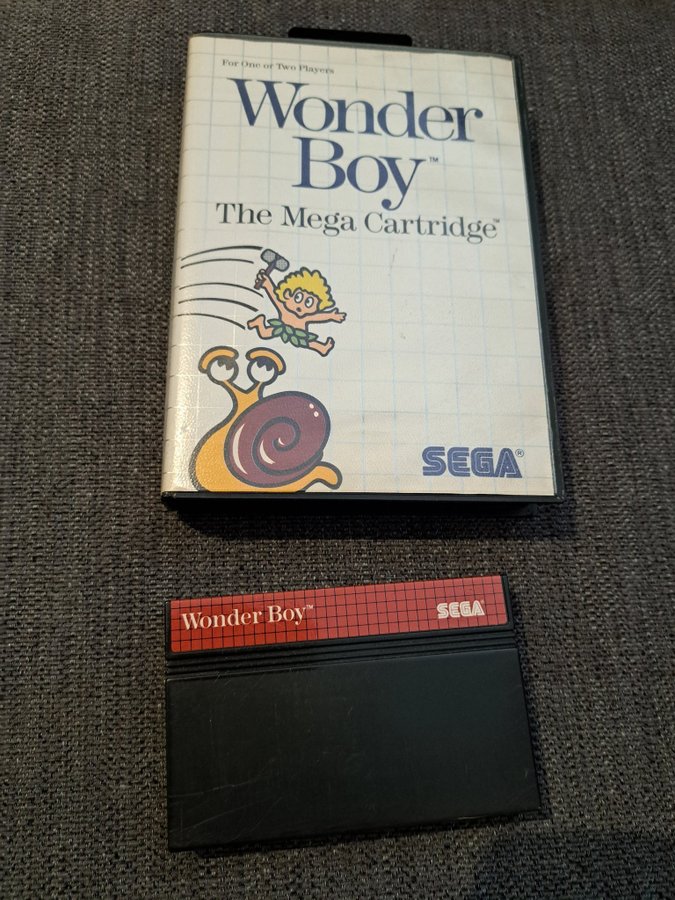 For One or Two Players
Wonder
Boy™
The Mega Cartridge™
SEGA®
Wonder Boy™ SEGA